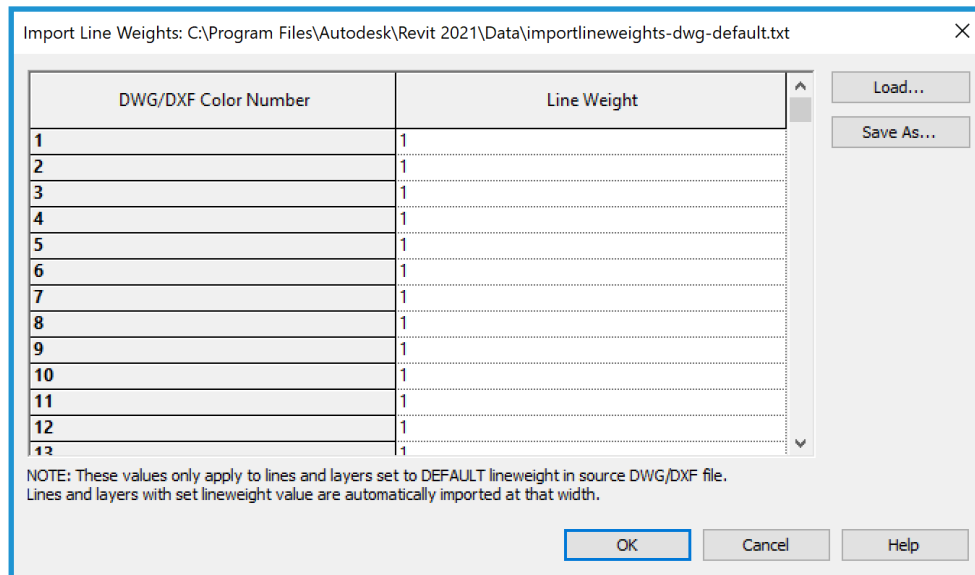 Import Line Weights: C:\Program Files\Autodesk\Revit 2021\Data\importlineweights-dwg-default.txt
Load...
DWG/DXF Color Number Line Weight
Save As...
1 1
2 1
3 1
4 1
5 1
6 1
7 1
8 1
9 1
10 1
11 1
12 1
13 1
NOTE: These values only apply to lines and layers set to DEFAULT lineweight in source DWG/DXF file.
Lines and layers with set lineweight value are automatically imported at that width.
OK Cancel Help